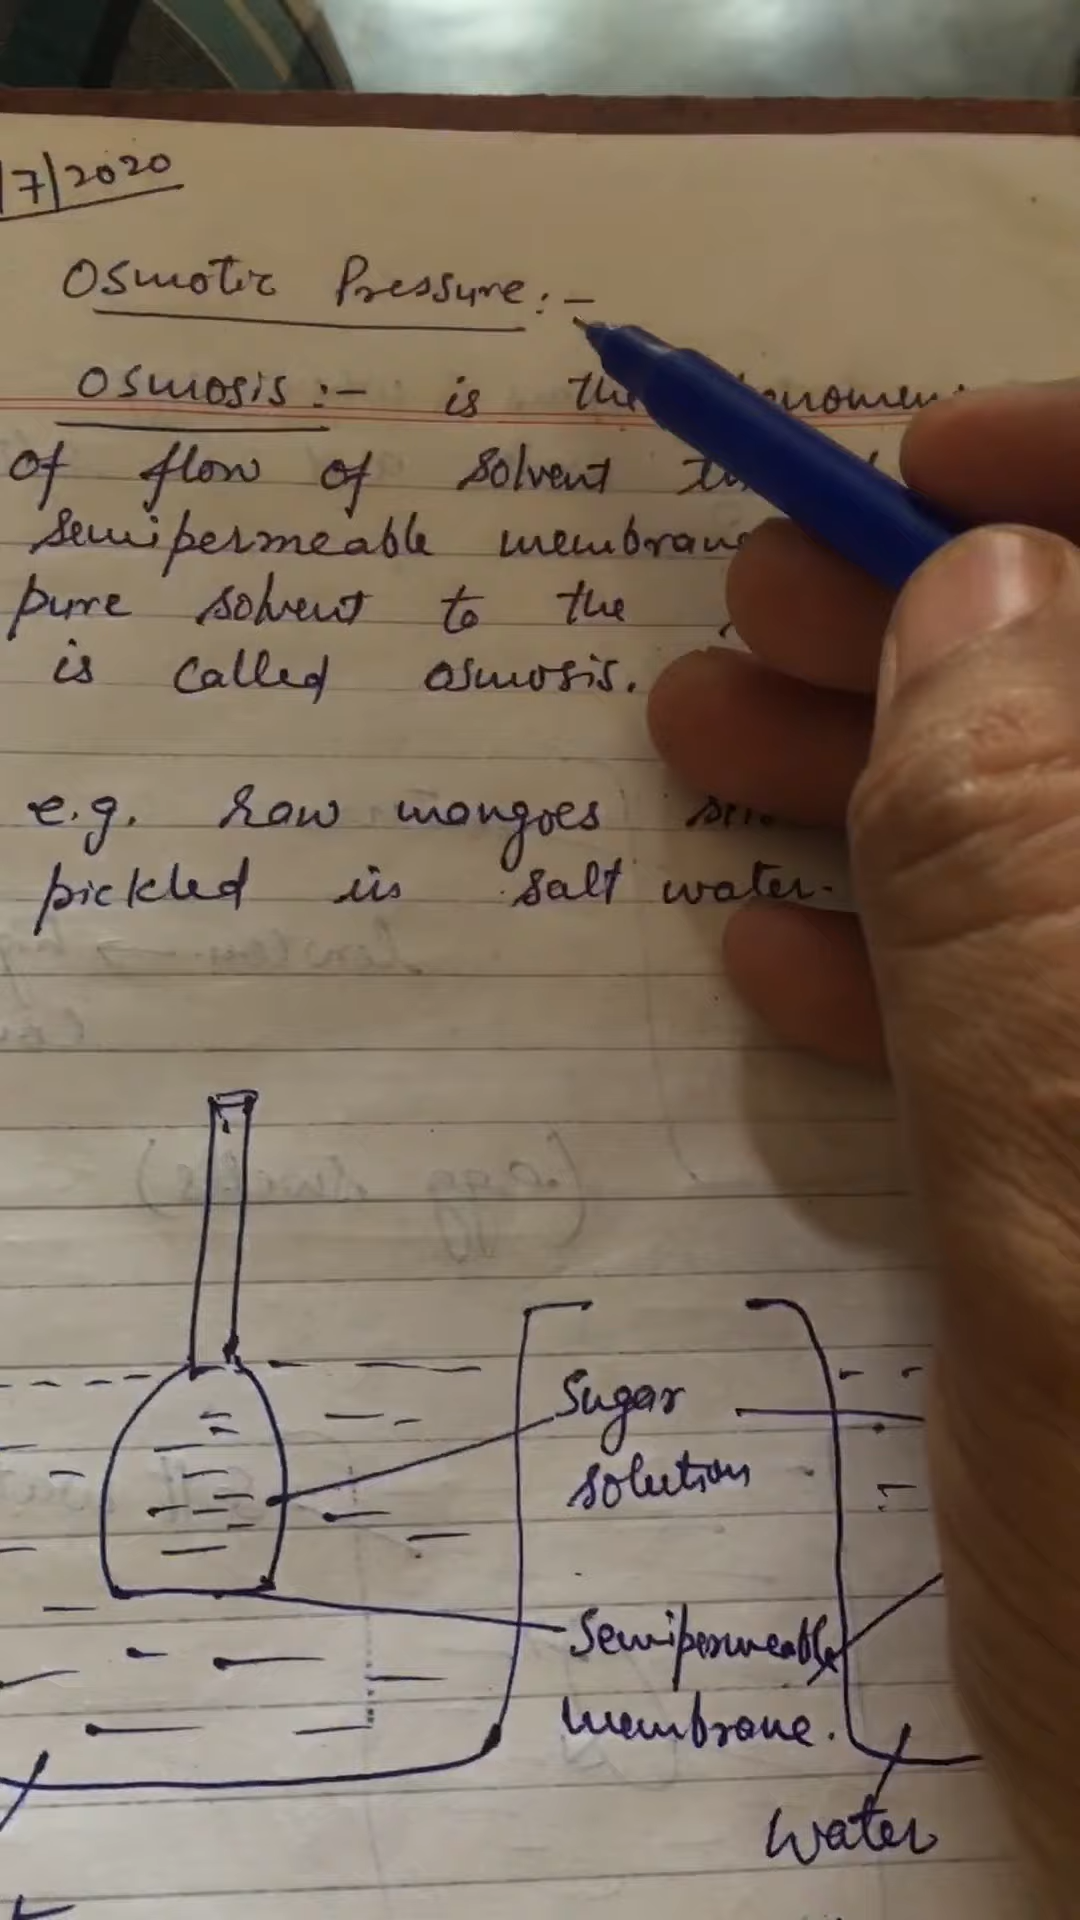 /7/2020
Osmotic Pressure:-
Osmosis:- is the
of flow of solvent
semipermeable membrane
pure solvent to the
is called osmosis.
e.g. Raw mangoes
pickled in salt water.
Sugar
solution
Semipermeable
membrane.
Water